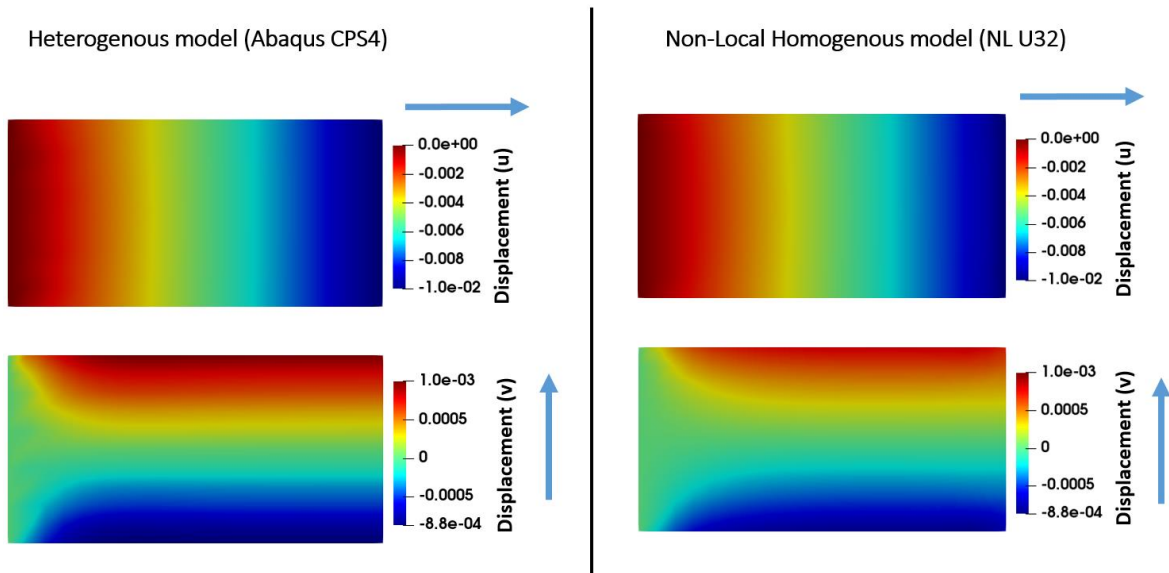 Heterogenous model (Abaqus CPS4)
0.0e+00
-0.002
-0.004
-0.006
-0.008
-1.0e-02
Displacement (u)
1.0e-03
0.0005
0
-0.0005
-8.8e-04
Displacement (v)
Non-Local Homogenous model (NL U32)
0.0e+00
-0.002
-0.004
-0.006
-0.008
-1.0e-02
Displacement (u)
1.0e-03
0.0005
0
-0.0005
-8.8e-04
Displacement (v)